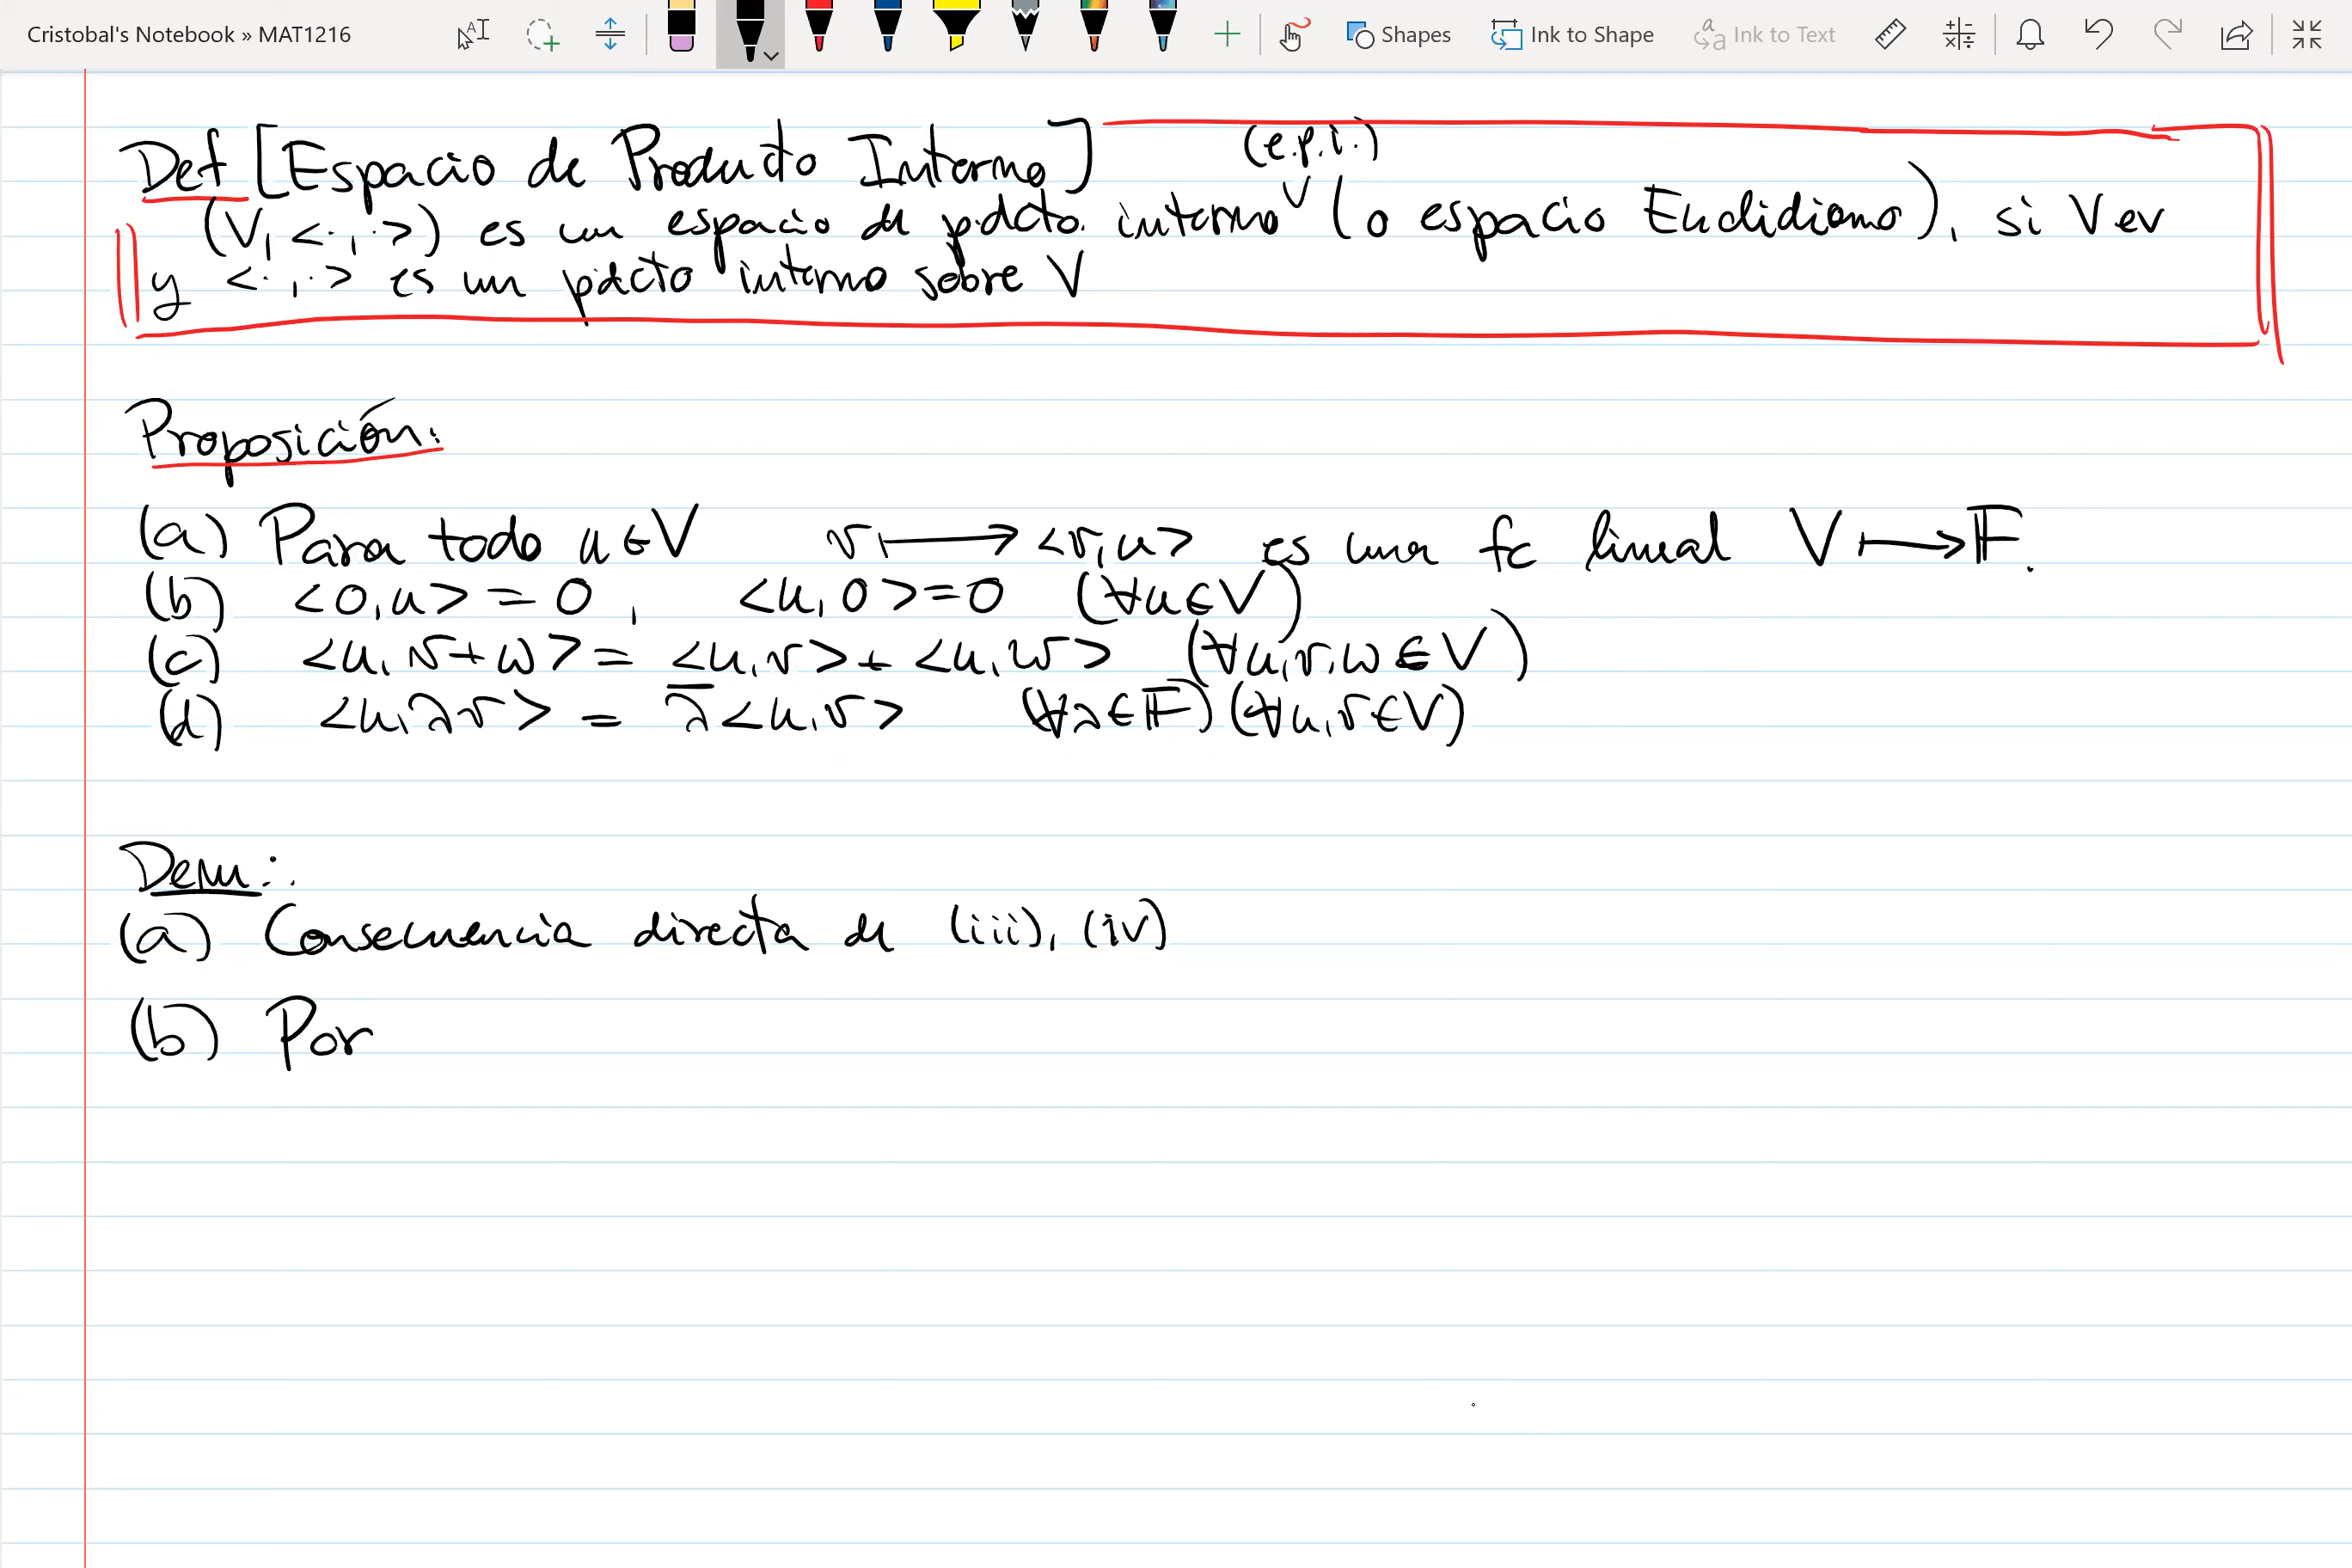 Cristobal's Notebook » MAT1216
Shapes
Ink to Shape
Ink to Text
Def [Espacio de Producto Interno]
(e.p.i.)
(V, <·,·>) es un espacio de pdcto. interno (o espacio Euclidiano), si V ev
y <·,·> es un pdcto interno sobre V
Proposición:
(a) Para todo u∈V v ⟼ <v,u> es una fc lineal V ⟼ 𝔽.
(b) <0,u> = 0, <u,0> = 0 (∀u∈V)
(c) <u,v+w> = <u,v> + <u,w> (∀u,v,w ∈ V)
(d) <u,λv> = λ̅<u,v> (∀λ∈𝔽)(∀u,v∈V)
Dem:.
(a) Consecuencia directa de (iii), (iv)
(b) Por